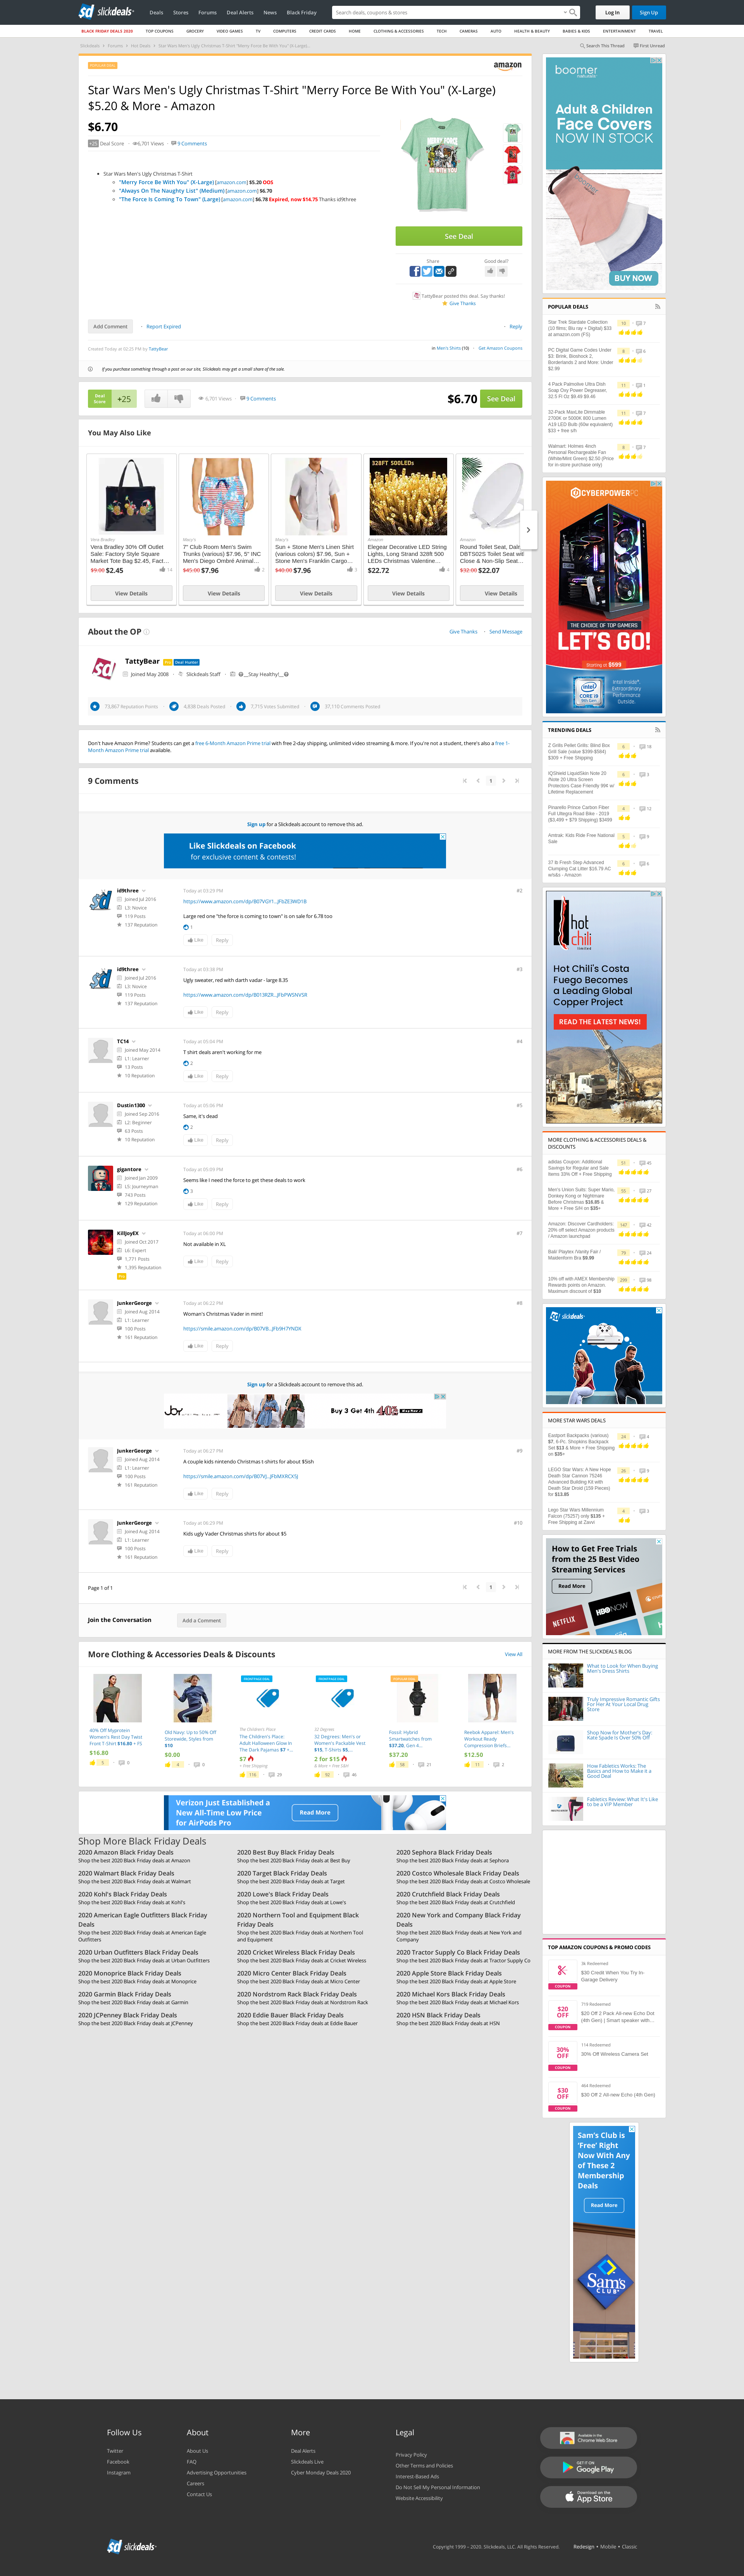 slickdeals
Deals
Stores
Forums
Deal Alerts
News
Black Friday
Search deals, coupons & stores
Log In
Sign Up
BLACK FRIDAY DEALS 2020
TOP COUPONS
GROCERY
VIDEO GAMES
TV
COMPUTERS
CREDIT CARDS
HOME
CLOTHING & ACCESSORIES
TECH
CAMERAS
AUTO
HEALTH & BEAUTY
BABIES & KIDS
ENTERTAINMENT
TRAVEL
Search This Thread
First Unread
amazon
Star Wars Men's Ugly Christmas T-Shirt "Merry Force Be With You" (X-Large)
$5.20 & More - Amazon
$6.70
+25 Deal Score
6,701 Views
9 Comments
Star Wars Men's Ugly Christmas T-Shirt
"Merry Force Be With You" (X-Large) [amazon.com] $5.20 OOS
"Always On The Naughty List" (Medium) [amazon.com] $6.70
"The Force Is Coming To Town" (Large) [amazon.com] $6.78 Expired, now $14.75 Thanks id9three
See Deal
Share
Good deal?
TattyBear posted this deal. Say thanks!
Give Thanks
Add Comment
Report Expired
Reply
Created Today at 02:35 PM by TattyBear
in Men's Shirts (10)
Get Amazon Coupons
If you purchase something through a post on our site, Slickdeals may get a small share of the sale.
Deal Score
+25
6,701 Views
9 Comments
$6.70
See Deal
You May Also Like
Vera Bradley
Vera Bradley 30% Off Outlet
Sale: Factory Style Square
Market Tote Bag $2.45, Fact...
$9.00 $2.45
14
View Details
Macy's
7" Club Room Men's Swim
Trunks (various) $7.96, 5" INC
Men's Diego Ombré Animal...
$45.00 $7.96
2
View Details
Macy's
Sun + Stone Men's Linen Shirt
(various colors) $7.96, Sun +
Stone Men's Franklin Cargo...
$40.00 $7.96
3
View Details
328FT 500LEDs
Amazon
Elegear Decorative LED String
Lights, Long Strand 328ft 500
LEDs Christmas Valentine...
$22.72
4
View Details
Amazon
Round Toilet Seat, Dalmo
DBTS02S Toilet Seat with
Close & Non-Slip Seat...
$32.00 $22.07
View Details
About the OP
Give Thanks
Send Message
TattyBear
Pro
Deal Hunter
Joined May 2008
Slickdeals Staff
__Stay Healthy!__
73,867 Reputation Points
4,838 Deals Posted
7,715 Votes Submitted
37,110 Comments Posted
Don't have Amazon Prime? Students can get a free 6-Month Amazon Prime trial with free 2-day shipping, unlimited video streaming & more. If you're not a student, there's also a free 1-
Month Amazon Prime trial available.
9 Comments
1
Sign up for a Slickdeals account to remove this ad.
Like Slickdeals on Facebook
for exclusive content & contests!
id9three
Joined Jul 2016
L3: Novice
119 Posts
137 Reputation
Today at 03:29 PM
#2
https://www.amazon.com/dp/B07VGY1...JFbZE3WD1B
Large red one "the force is coming to town" is on sale for 6.78 too
1
Like
Reply
id9three
Joined Jul 2016
L3: Novice
119 Posts
137 Reputation
Today at 03:38 PM
#3
Ugly sweater, red with darth vadar - large 8.35
https://www.amazon.com/dp/B013RZR...JFbPWSNVSR
Like
Reply
TC14
Joined May 2014
L1: Learner
13 Posts
10 Reputation
Today at 05:04 PM
#4
T shirt deals aren't working for me
2
Like
Reply
Dustin1300
Joined Sep 2016
L2: Beginner
63 Posts
10 Reputation
Today at 05:05 PM
#5
Same, it's dead
2
Like
Reply
gigantore
Joined Jan 2009
L5: Journeyman
743 Posts
129 Reputation
Today at 05:09 PM
#6
Seems like I need the force to get these deals to work
3
Like
Reply
KilljoyEX
Joined Oct 2017
L6: Expert
1,771 Posts
1,395 Reputation
Pro
Today at 06:00 PM
#7
Not available in XL
Like
Reply
JunkerGeorge
Joined Aug 2014
L1: Learner
100 Posts
161 Reputation
Today at 06:22 PM
#8
Woman's Christmas Vader in mint!
https://smile.amazon.com/dp/B07VB...JFb9H7YNDX
Like
Reply
Sign up for a Slickdeals account to remove this ad.
Buy 3 Get 4th
JunkerGeorge
Joined Aug 2014
L1: Learner
100 Posts
161 Reputation
Today at 06:27 PM
#9
A couple kids nintendo Christmas t-shirts for about $5ish
https://smile.amazon.com/dp/B07VJ...JFbMXRCX5J
Like
Reply
JunkerGeorge
Joined Aug 2014
L1: Learner
100 Posts
161 Reputation
Today at 06:29 PM
#10
Kids ugly Vader Christmas shirts for about $5
Like
Reply
Page 1 of 1
1
Join the Conversation
Add a Comment
More Clothing & Accessories Deals & Discounts
View All
40% Off Myprotein
Women's Rest Day Twist
Front T-Shirt $16.80 + FS
$16.80
5
0
Old Navy: Up to 50% Off
Storewide, Styles from
$10
$0.00
4
0
The Children's Place
The Children's Place:
Adult Halloween Glow in
The Dark Pajamas $7 +...
$7
+ Free Shipping
116
29
32 Degrees
32 Degrees: Men's or
Women's Packable Vest
$15, T-Shirts $5...
2 for $15
92
46
Fossil: Hybrid
Smartwatches from
$37.20, Gen 4...
$37.20
18
21
Reebok Apparel: Men's
Workout Ready
Compression Briefs...
$12.50
11
3
Verizon Just Established a
New All-Time Low Price
for AirPods Pro
Read More
Shop More Black Friday Deals
2020 Amazon Black Friday Deals
Shop the best 2020 Black Friday deals at Amazon
2020 Best Buy Black Friday Deals
Shop the best 2020 Black Friday deals at Best Buy
2020 Sephora Black Friday Deals
Shop the best 2020 Black Friday deals at Sephora
2020 Walmart Black Friday Deals
Shop the best 2020 Black Friday deals at Walmart
2020 Target Black Friday Deals
Shop the best 2020 Black Friday deals at Target
2020 Costco Wholesale Black Friday Deals
Shop the best 2020 Black Friday deals at Costco Wholesale
2020 Kohl's Black Friday Deals
Shop the best 2020 Black Friday deals at Kohl's
2020 Lowe's Black Friday Deals
Shop the best 2020 Black Friday deals at Lowe's
2020 Crutchfield Black Friday Deals
Shop the best 2020 Black Friday deals at Crutchfield
2020 American Eagle Outfitters Black Friday
Deals
Shop the best 2020 Black Friday deals at American Eagle
Outfitters
2020 Northern Tool and Equipment Black
Friday Deals
Shop the best 2020 Black Friday deals at Northern Tool
and Equipment
2020 New York and Company Black Friday
Deals
Shop the best 2020 Black Friday deals at New York and
Company
2020 Urban Outfitters Black Friday Deals
Shop the best 2020 Black Friday deals at Urban Outfitters
2020 Cricket Wireless Black Friday Deals
Shop the best 2020 Black Friday deals at Cricket Wireless
2020 Tractor Supply Co Black Friday Deals
Shop the best 2020 Black Friday deals at Tractor Supply Co
2020 Monoprice Black Friday Deals
Shop the best 2020 Black Friday deals at Monoprice
2020 Micro Center Black Friday Deals
Shop the best 2020 Black Friday deals at Micro Center
2020 Apple Store Black Friday Deals
Shop the best 2020 Black Friday deals at Apple Store
2020 Garmin Black Friday Deals
Shop the best 2020 Black Friday deals at Garmin
2020 Nordstrom Rack Black Friday Deals
Shop the best 2020 Black Friday deals at Nordstrom Rack
2020 Michael Kors Black Friday Deals
Shop the best 2020 Black Friday deals at Michael Kors
2020 JCPenney Black Friday Deals
Shop the best 2020 Black Friday deals at JCPenney
2020 Eddie Bauer Black Friday Deals
Shop the best 2020 Black Friday deals at Eddie Bauer
2020 HSN Black Friday Deals
Shop the best 2020 Black Friday deals at HSN
boomer naturals
Adult & Children
Face Covers
NOW IN STOCK
BUY NOW
POPULAR DEALS
Star Trek Stardate Collection
(10 films; Blu ray + Digital) $33
at amazon.com (FS)
PC Digital Game Codes Under
$3: Brink, Bioshock 2,
Borderlands 2 and More: Under
$2.99
4 Pack Palmolive Ultra Dish
Soap Oxy Power Degreaser,
32.5 Fl Oz $9.49 $9.46
32-Pack MaxLite Dimmable
2700K or 5000K 800 Lumen
A19 LED Bulb (60w equivalent)
$33 + free s/h
Walmart: Holmes 4inch
Personal Rechargeable Fan
(White/Mint Green) $2.50 (Price
for in-store purchase only)
CYBERPOWERPC
LET'S GO!
Starting at $599
Intel Inside®.
Extraordinary
Performance
Outside.
TRENDING DEALS
Z Grills Pellet Grills: Blind Box
Grill Sale (value $399-$584)
$309 + Free Shipping
IQShield LiquidSkin Note 20
/Note 20 Ultra Screen
Protectors Case Friendly 99¢ w/
Lifetime Replacement
Pinarello Prince Carbon Fiber
Full Ultegra Road Bike - 2019
($3,499 + $79 Shipping) $3499
Amtrak: Kids Ride Free National
Sale
37 lb Fresh Step Advanced
Clumping Cat Litter $16.79 AC
w/s&s - Amazon
hot chili limited
Hot Chili's Costa
Fuego Becomes
a Leading Global
Copper Project
READ THE LATEST NEWS!
MORE CLOTHING & ACCESSORIES DEALS &
DISCOUNTS
adidas Coupon: Additional
Savings for Regular and Sale
Items 33% Off + Free Shipping
Men's Union Suits: Super Mario,
Donkey Kong or Nightmare
Before Christmas $16.85 &
More + Free S/H on $35+
Amazon: Discover Cardholders:
20% off select Amazon products
/ Amazon launchpad
Bali/ Playtex /Vanity Fair /
Maidenform Bra $9.98
10% off with AMEX Membership
Rewards points on Amazon.
Maximum discount of $10
slickdeals
MORE STAR WARS DEALS
Eastport Backpacks (various)
$7, 6-Pc. Shopkins Backpack
Set $13 & More + Free Shipping
on $35+
LEGO Star Wars: A New Hope
Death Star Cannon 75246
Advanced Building Kit with
Death Star Droid (159 Pieces)
for $13.85
Lego Star Wars Millennium
Falcon (75257) only $135 +
Free Shipping at Zavvi
How to Get Free Trials
from the 25 Best Video
Streaming Services
Read More
NETFLIX
HBO NOW
MORE FROM THE SLICKDEALS BLOG
What to Look for When Buying
Men's Dress Shirts
Truly Impressive Romantic Gifts
For Her At Your Local Drug
Store
Shop Now for Mother's Day:
Kate Spade Is Over 50% Off
How Fabletics Works: The
Basics and How to Make it a
Good Deal
Fabletics Review: What It's Like
to be a VIP Member
TOP AMAZON COUPONS & PROMO CODES
COUPON
3k Redeemed
$30 Credit When You Try In-
Garage Delivery
$20 OFF
COUPON
719 Redeemed
$20 Off 2 Pack All-new Echo Dot
(4th Gen) | Smart speaker with...
30% OFF
COUPON
114 Redeemed
30% Off Wireless Camera Set
$30 OFF
COUPON
464 Redeemed
$30 Off 2 All-new Echo (4th Gen)
Sam's Club is
'Free' Right
Now With Any
of These 2
Membership
Deals
Read More
Sam's CLUB
Follow Us
Twitter
Facebook
Instagram
About
About Us
FAQ
Advertising Opportunities
Careers
Contact Us
More
Deal Alerts
Slickdeals Live
Cyber Monday Deals 2020
Legal
Privacy Policy
Other Terms and Policies
Interest-Based Ads
Do Not Sell My Personal Information
Website Accessibility
Available in the
Chrome Web Store
GET IT ON
Google Play
Download on the
App Store
slickdeals
Copyright 1999 - 2020. Slickdeals, LLC. All Rights Reserved.
Redesign • Mobile • Classic